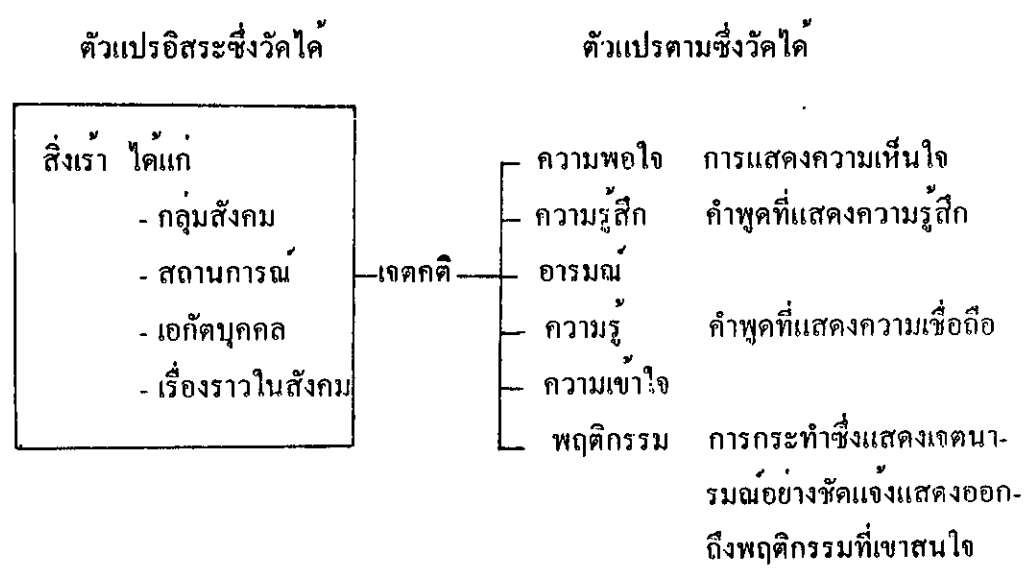 ตัวแปรอิสระซึ่งวัดได้ ตัวแปรตามซึ่งวัดได้
สิ่งเร้า ได้แก่
- กลุ่มสังคม
- สถานการณ์
- เอกัตบุคคล
- เรื่องราวในสังคม
เจตคติ
ความพอใจ การแสดงความเห็นใจ
ความรู้สึก คำพูดที่แสดงความรู้สึก
อารมณ์
ความรู้ คำพูดที่แสดงความเชื่อถือ
ความเข้าใจ
พฤติกรรม การกระทำซึ่งแสดงเจตนา-
รมณ์อย่างชัดแจ้งแสดงออก-
ถึงพฤติกรรมที่เขาสนใจ